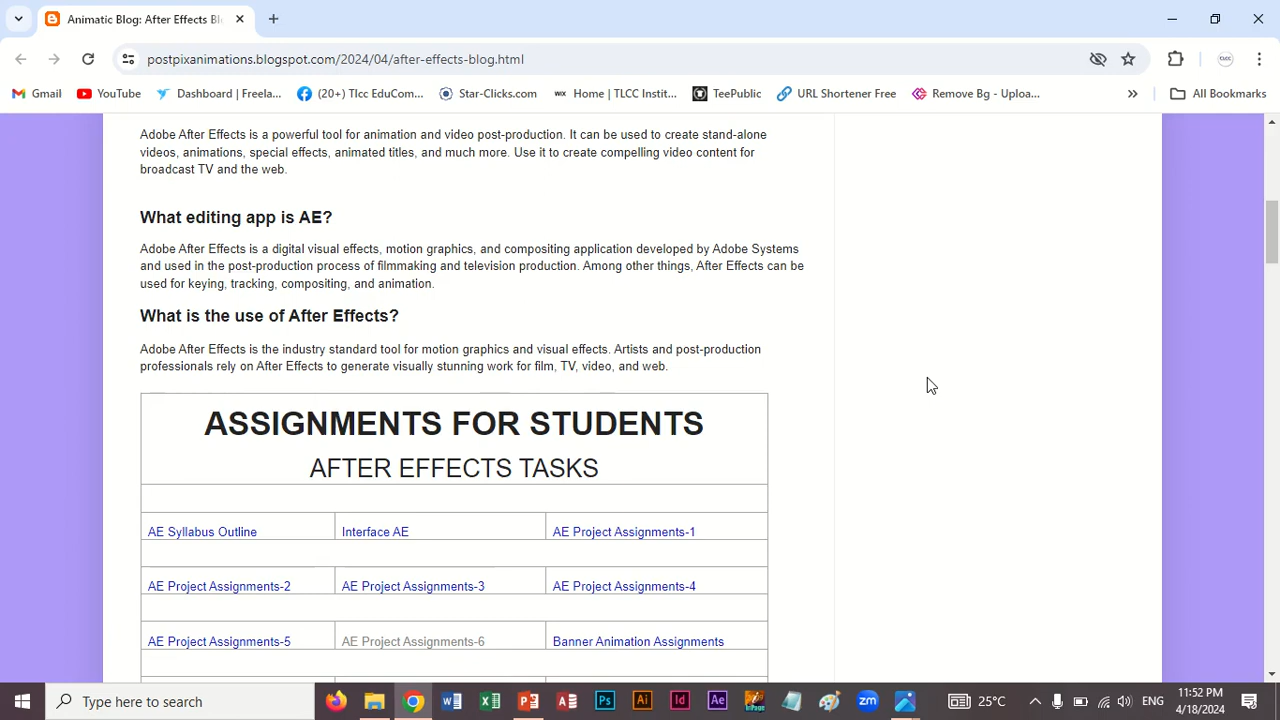 Animatic Blog: After Effects Bl
postpixanimations.blogspot.com/2024/04/after-effects-blog.html
Gmail
YouTube
Dashboard | Freela...
(20+) Tlcc EduCom...
Star-Clicks.com
WIX
Home | TLCC Instit...
TeePublic
URL Shortener Free
Remove Bg - Uploa...
All Bookmarks
Adobe After Effects is a powerful tool for animation and video post-production. It can be used to create stand-alone
videos, animations, special effects, animated titles, and much more. Use it to create compelling video content for
broadcast TV and the web.
What editing app is AE?
Adobe After Effects is a digital visual effects, motion graphics, and compositing application developed by Adobe Systems
and used in the post-production process of filmmaking and television production. Among other things, After Effects can be
used for keying, tracking, compositing, and animation.
What is the use of After Effects?
Adobe After Effects is the industry standard tool for motion graphics and visual effects. Artists and post-production
professionals rely on After Effects to generate visually stunning work for film, TV, video, and web.
ASSIGNMENTS FOR STUDENTS
AFTER EFFECTS TASKS
AE Syllabus Outline
Interface AE
AE Project Assignments-1
AE Project Assignments-2
AE Project Assignments-3
AE Project Assignments-4
AE Project Assignments-5
AE Project Assignments-6
Banner Animation Assignments
Type here to search
Ps
Ai
Id
Ae
zm
25°C
ENG
11:52 PM
4/18/2024